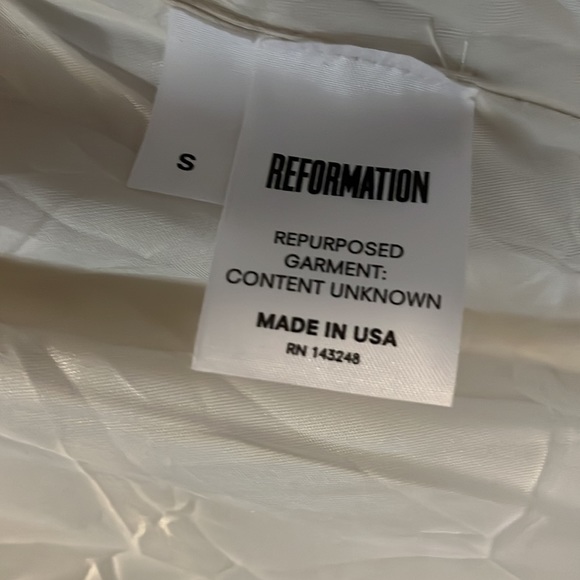 S
REFORMATION
REPURPOSED
GARMENT:
CONTENT UNKNOWN
MADE IN USA
RN 143248